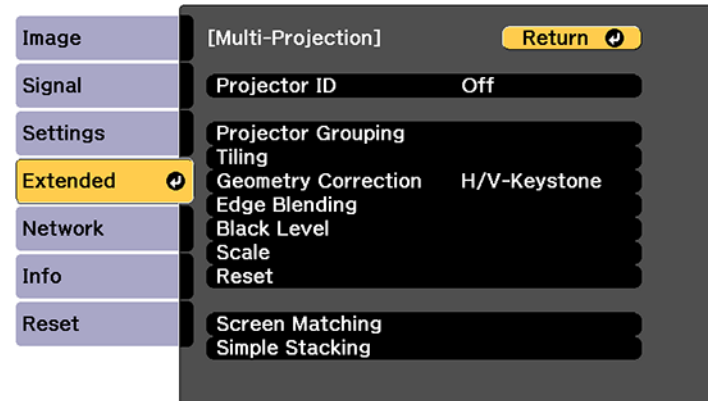 Image
Signal
Settings
Extended
Network
Info
Reset
[Multi-Projection]
Return
Projector ID Off
Projector Grouping
Tiling
Geometry Correction H/V-Keystone
Edge Blending
Black Level
Scale
Reset
Screen Matching
Simple Stacking